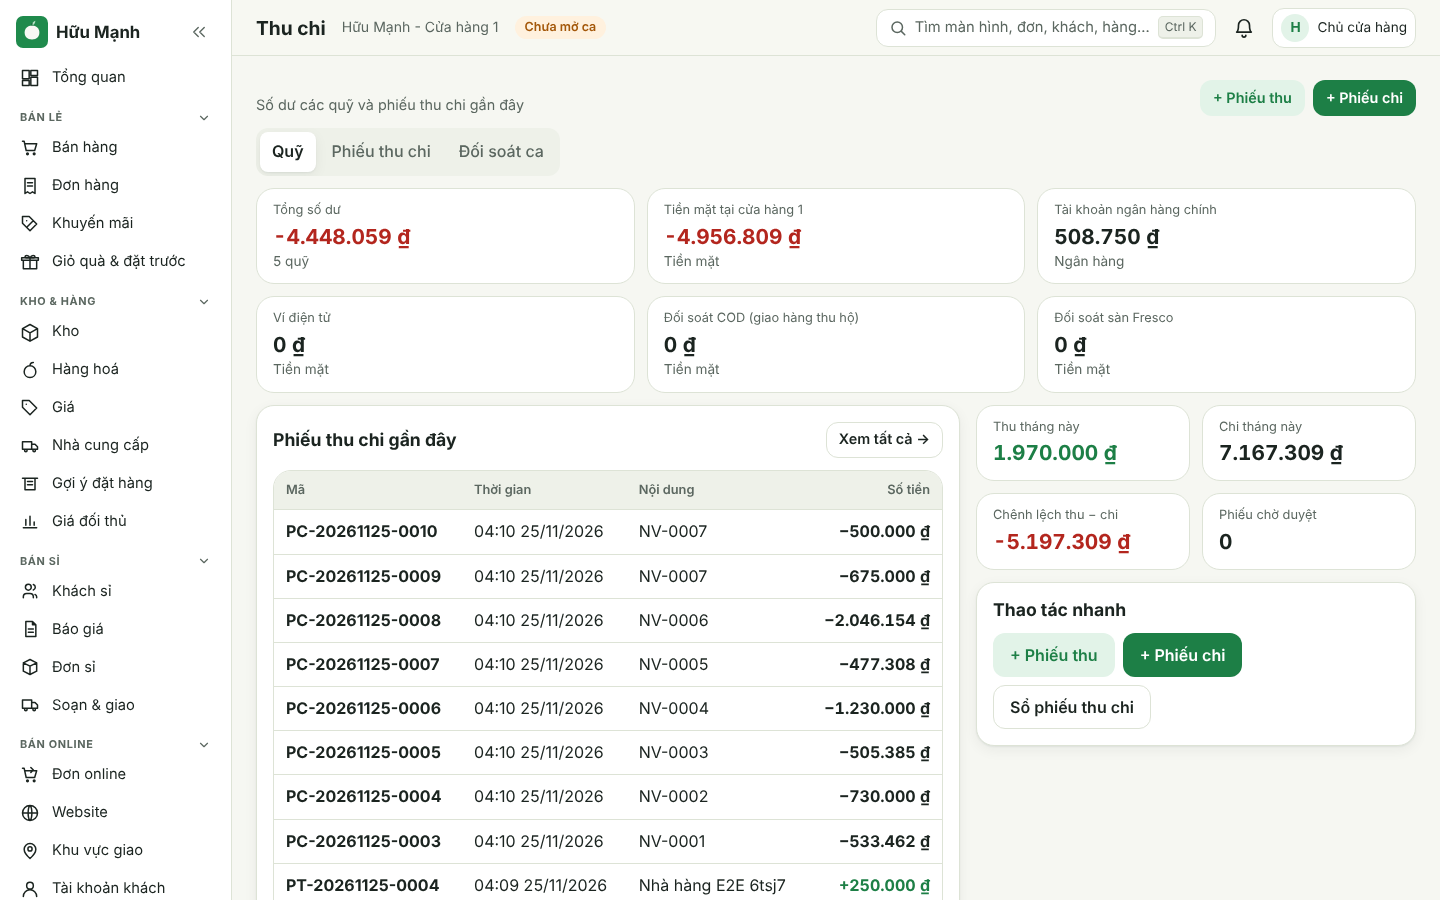 Hữu Mạnh
Tổng quan
BÁN LẺ
Bán hàng
Đơn hàng
Khuyến mãi
Giỏ quà & đặt trước
KHO & HÀNG
Kho
Hàng hoá
Giá
Nhà cung cấp
Gợi ý đặt hàng
Giá đối thủ
BÁN SỈ
Khách sỉ
Báo giá
Đơn sỉ
Soạn & giao
BÁN ONLINE
Đơn online
Website
Khu vực giao
Tài khoản khách
Thu chi Hữu Mạnh - Cửa hàng 1 Chưa mở ca
Tìm màn hình, đơn, khách, hàng... Ctrl K
H Chủ cửa hàng
Số dư các quỹ và phiếu thu chi gần đây
+ Phiếu thu + Phiếu chi
Quỹ Phiếu thu chi Đối soát ca
Tổng số dư
-4.448.059 ₫
5 quỹ
Tiền mặt tại cửa hàng 1
-4.956.809 ₫
Tiền mặt
Tài khoản ngân hàng chính
508.750 ₫
Ngân hàng
Ví điện tử
0 ₫
Tiền mặt
Đối soát COD (giao hàng thu hộ)
0 ₫
Tiền mặt
Đối soát sàn Fresco
0 ₫
Tiền mặt
Phiếu thu chi gần đây Xem tất cả →
Mã Thời gian Nội dung Số tiền
PC-20261125-0010 04:10 25/11/2026 NV-0007 −500.000 ₫
PC-20261125-0009 04:10 25/11/2026 NV-0007 −675.000 ₫
PC-20261125-0008 04:10 25/11/2026 NV-0006 −2.046.154 ₫
PC-20261125-0007 04:10 25/11/2026 NV-0005 −477.308 ₫
PC-20261125-0006 04:10 25/11/2026 NV-0004 −1.230.000 ₫
PC-20261125-0005 04:10 25/11/2026 NV-0003 −505.385 ₫
PC-20261125-0004 04:10 25/11/2026 NV-0002 −730.000 ₫
PC-20261125-0003 04:10 25/11/2026 NV-0001 −533.462 ₫
PT-20261125-0004 04:09 25/11/2026 Nhà hàng E2E 6tsj7 +250.000 ₫
Thu tháng này
1.970.000 ₫
Chi tháng này
7.167.309 ₫
Chênh lệch thu − chi
-5.197.309 ₫
Phiếu chờ duyệt
0
Thao tác nhanh
+ Phiếu thu + Phiếu chi
Sổ phiếu thu chi